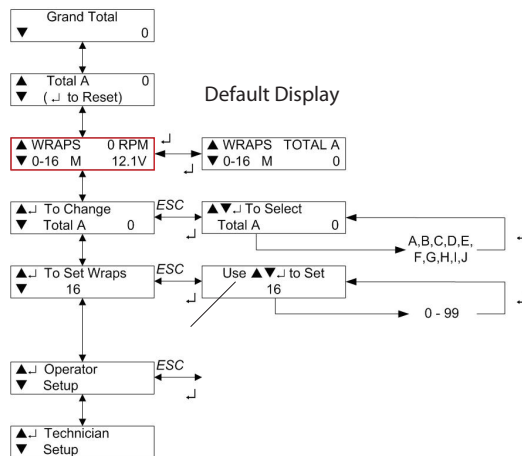 Grand Total
▼ 0
▲ Total A 0
▼ ( ↵ to Reset)
Default Display
▲ WRAPS 0 RPM
▼ 0-16 M 12.1V
↵
↵
▲ WRAPS TOTAL A
▼ 0-16 M 0
▲↵ To Change
▼ Total A 0
ESC
↵
▲▼↵ To Select
Total A 0
A,B,C,D,E,
F,G,H,I,J
↵
▲↵ To Set Wraps
▼ 16
ESC
↵
Use ▲▼↵ to Set
16
0 - 99
↵
▲↵ Operator
▼ Setup
ESC
↵
▲↵ Technician
▼ Setup